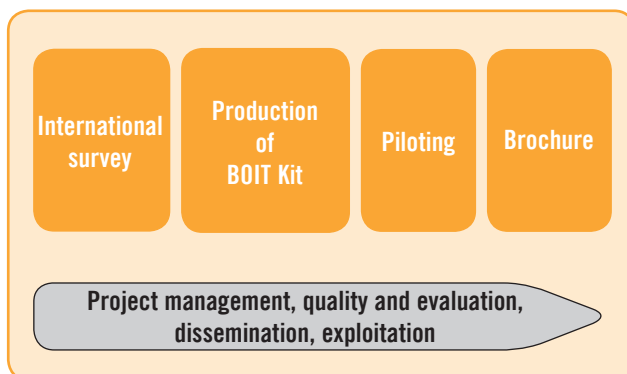 International
survey
Production
of
BOIT Kit
Piloting
Brochure
Project management, quality and evaluation,
dissemination, exploitation